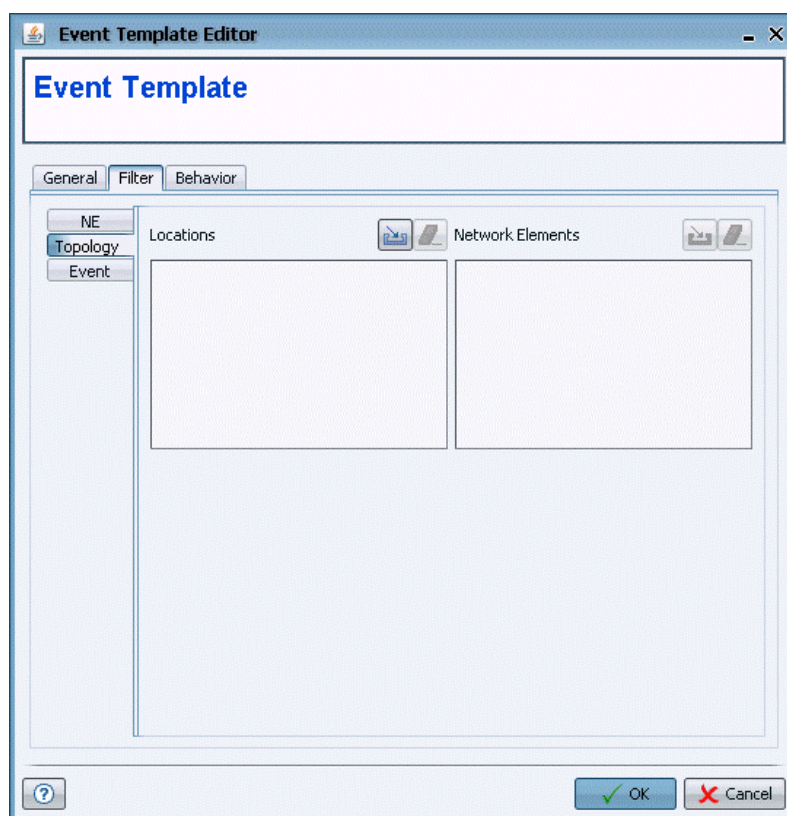 Event Template Editor
Event Template
General Filter Behavior
NE
Topology
Event
Locations
Network Elements
? OK Cancel